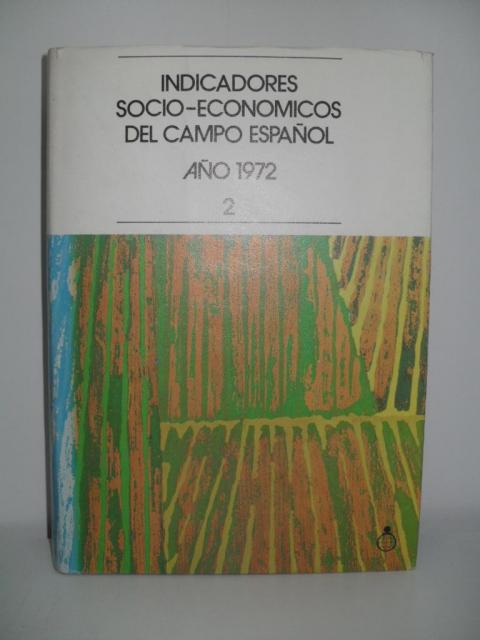 INDICADORES
SOCIO-ECONOMICOS
DEL CAMPO ESPAÑOL
AÑO 1972
2